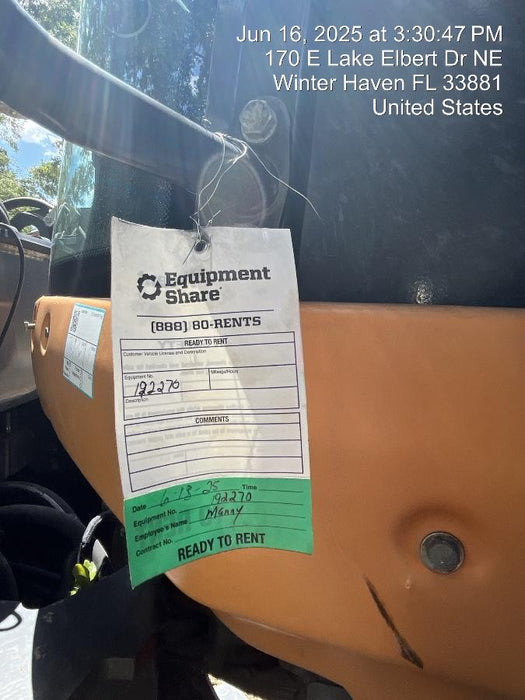 Jun 16, 2025 at 3:30:47 PM
170 E Lake Elbert Dr NE
Winter Haven FL 33881
United States
Equipment
Share
(888) 80-RENTS
READY TO RENT
Customer Vehicle License and Description
Equipment No. Mileage/Hours
192270
Description
COMMENTS
Date 6-13-25 Time
Equipment No. 192270
Employee's Name Manny
Contract No.
READY TO RENT